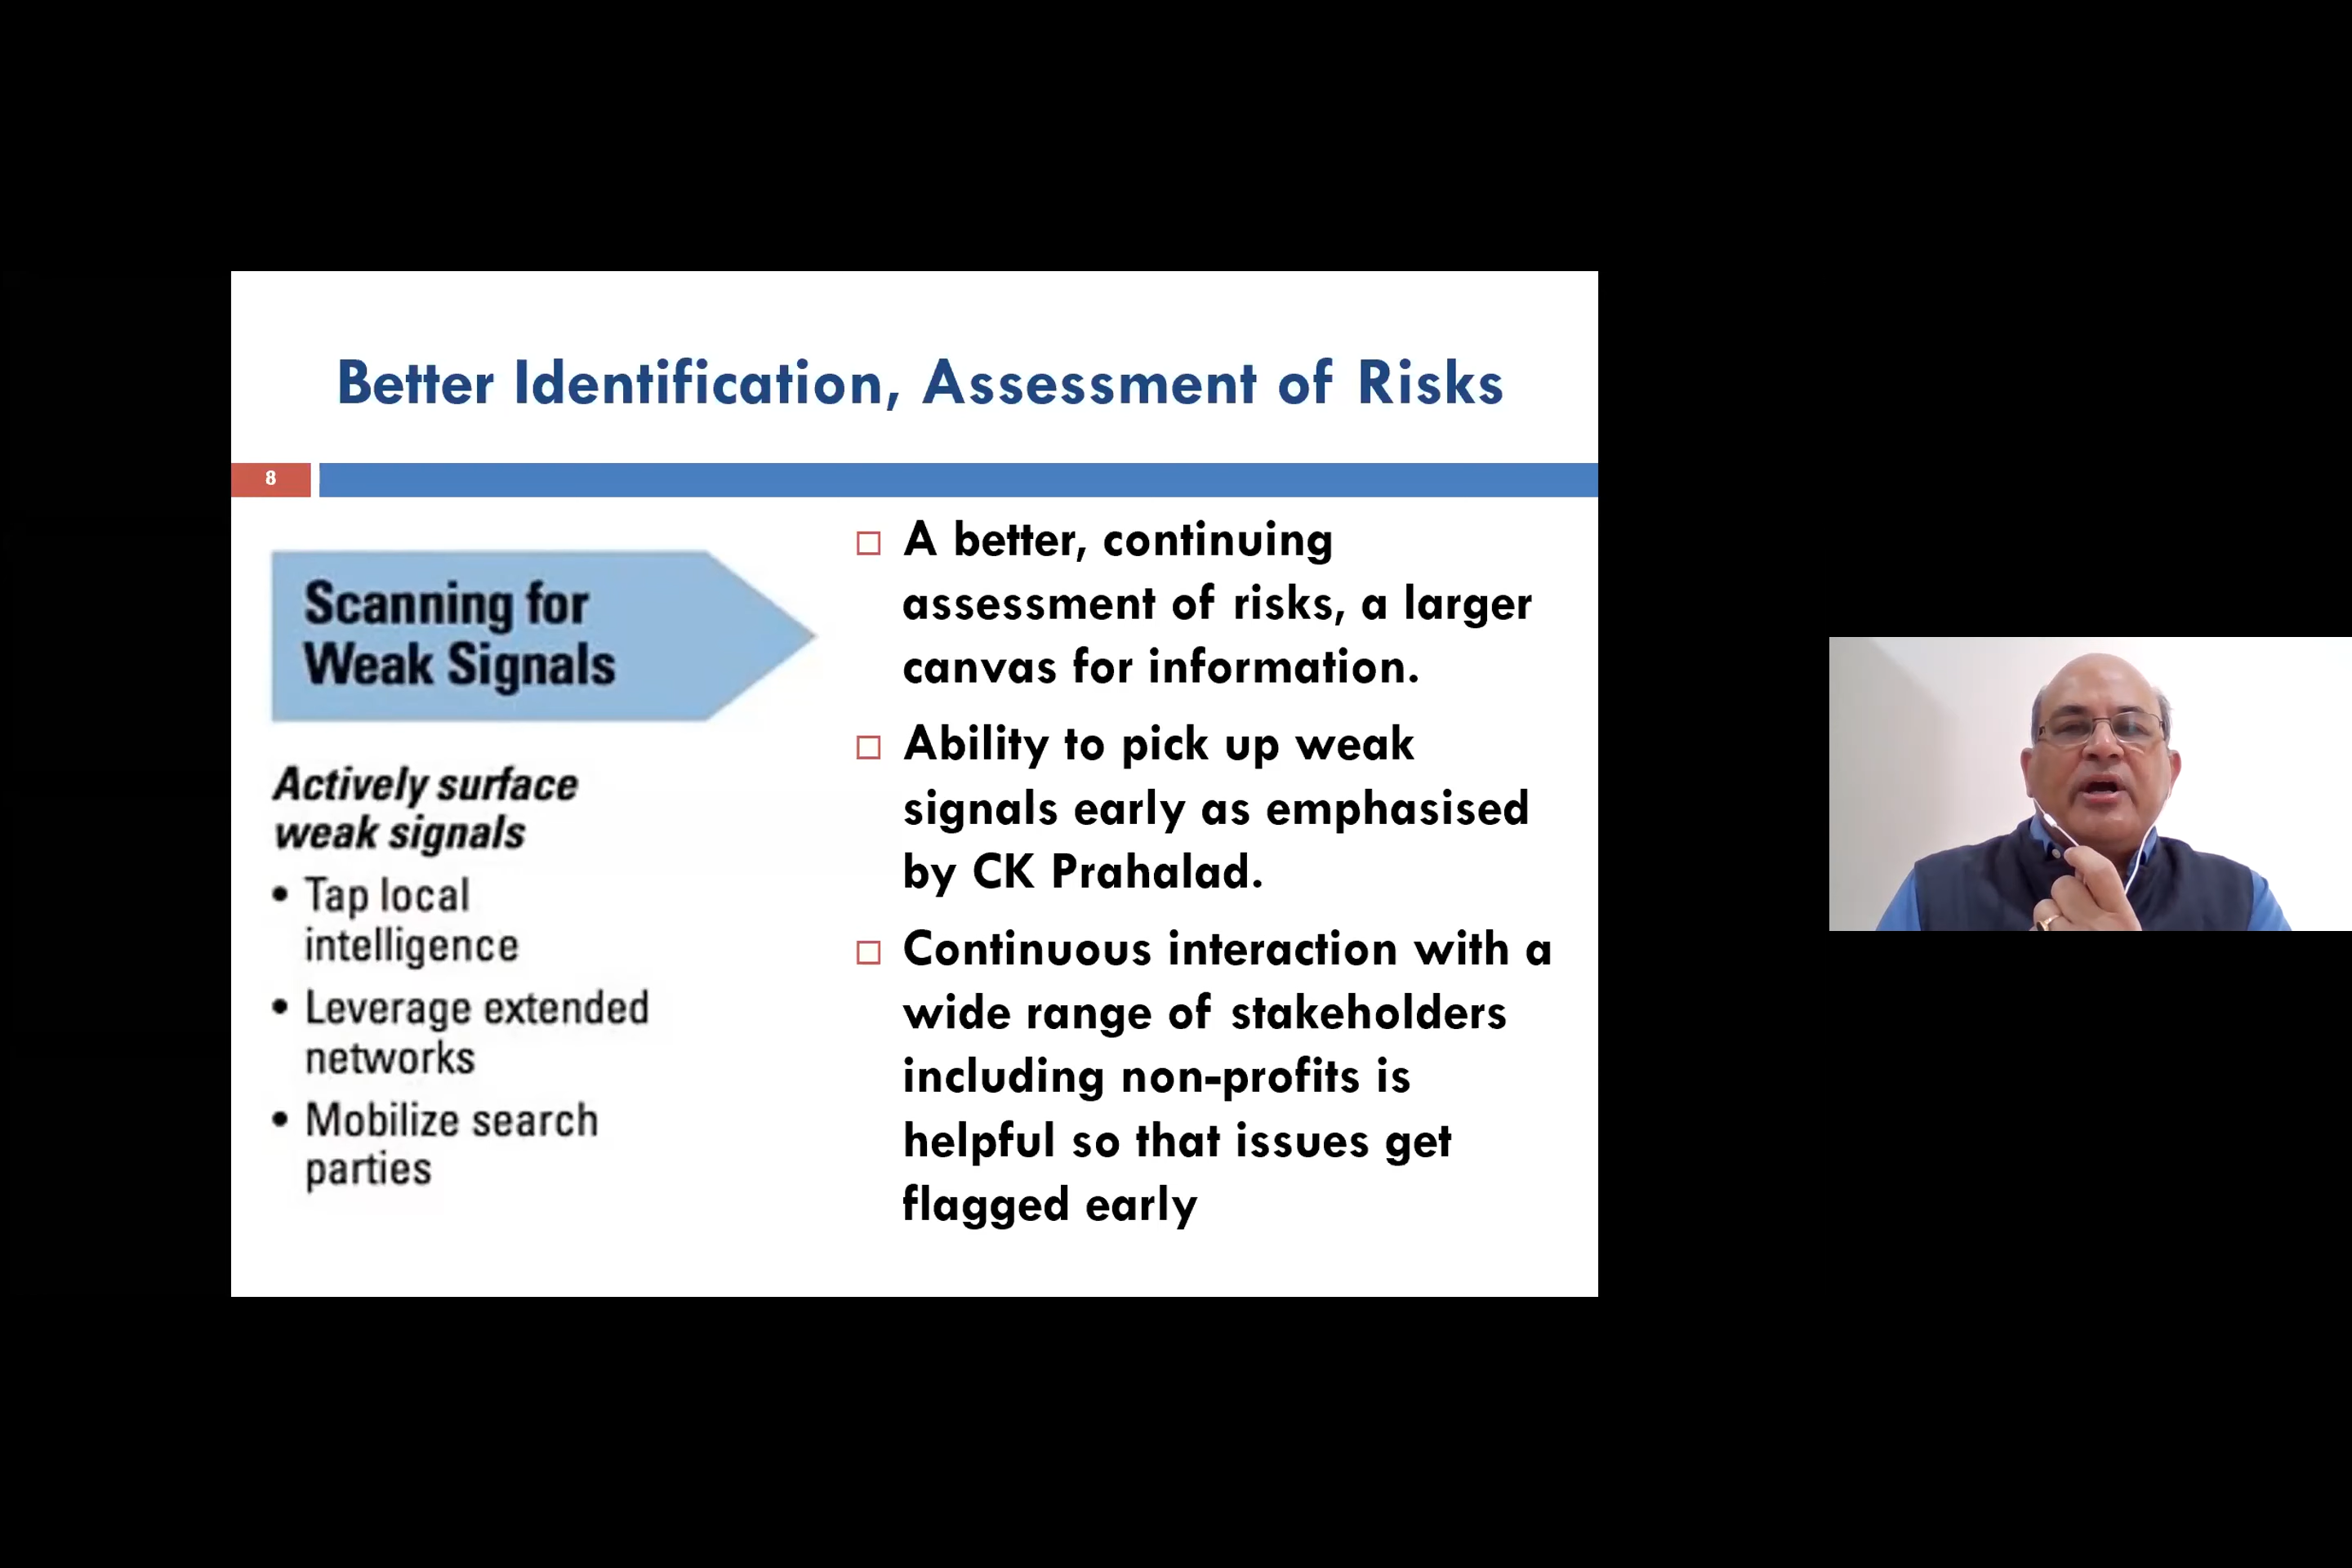 Better Identification, Assessment of Risks
8
Scanning for
Weak Signals
Actively surface
weak signals
• Tap local
intelligence
• Leverage extended
networks
• Mobilize search
parties
A better, continuing
assessment of risks, a larger
canvas for information.
Ability to pick up weak
signals early as emphasised
by CK Prahalad.
Continuous interaction with a
wide range of stakeholders
including non-profits is
helpful so that issues get
flagged early